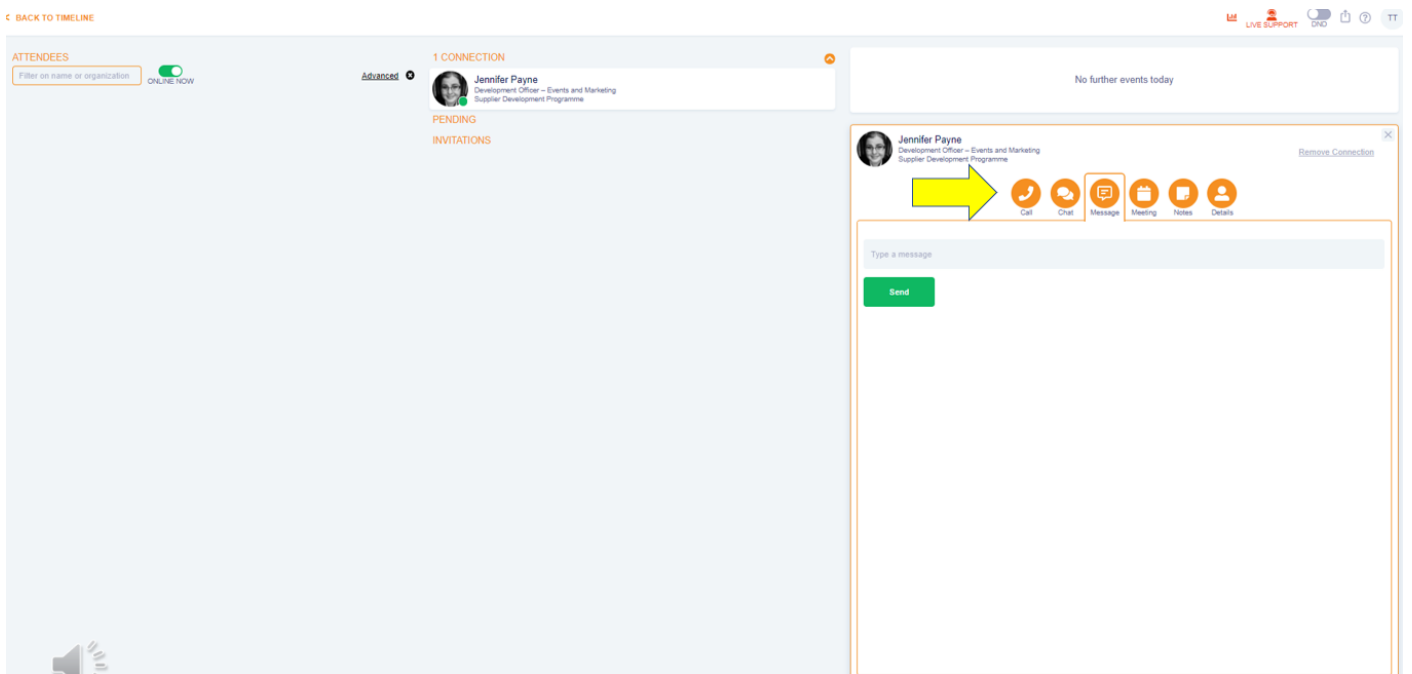 BACK TO TIMELINE
LIVE SUPPORT
DND
TT
ATTENDEES
Filter on name or organization
ONLINE NOW
Advanced
1 CONNECTION
Jennifer Payne
Development Officer – Events and Marketing
Supplier Development Programme
PENDING
INVITATIONS
No further events today
Jennifer Payne
Development Officer – Events and Marketing
Supplier Development Programme
Remove Connection
Call
Chat
Message
Meeting
Notes
Details
Type a message
Send